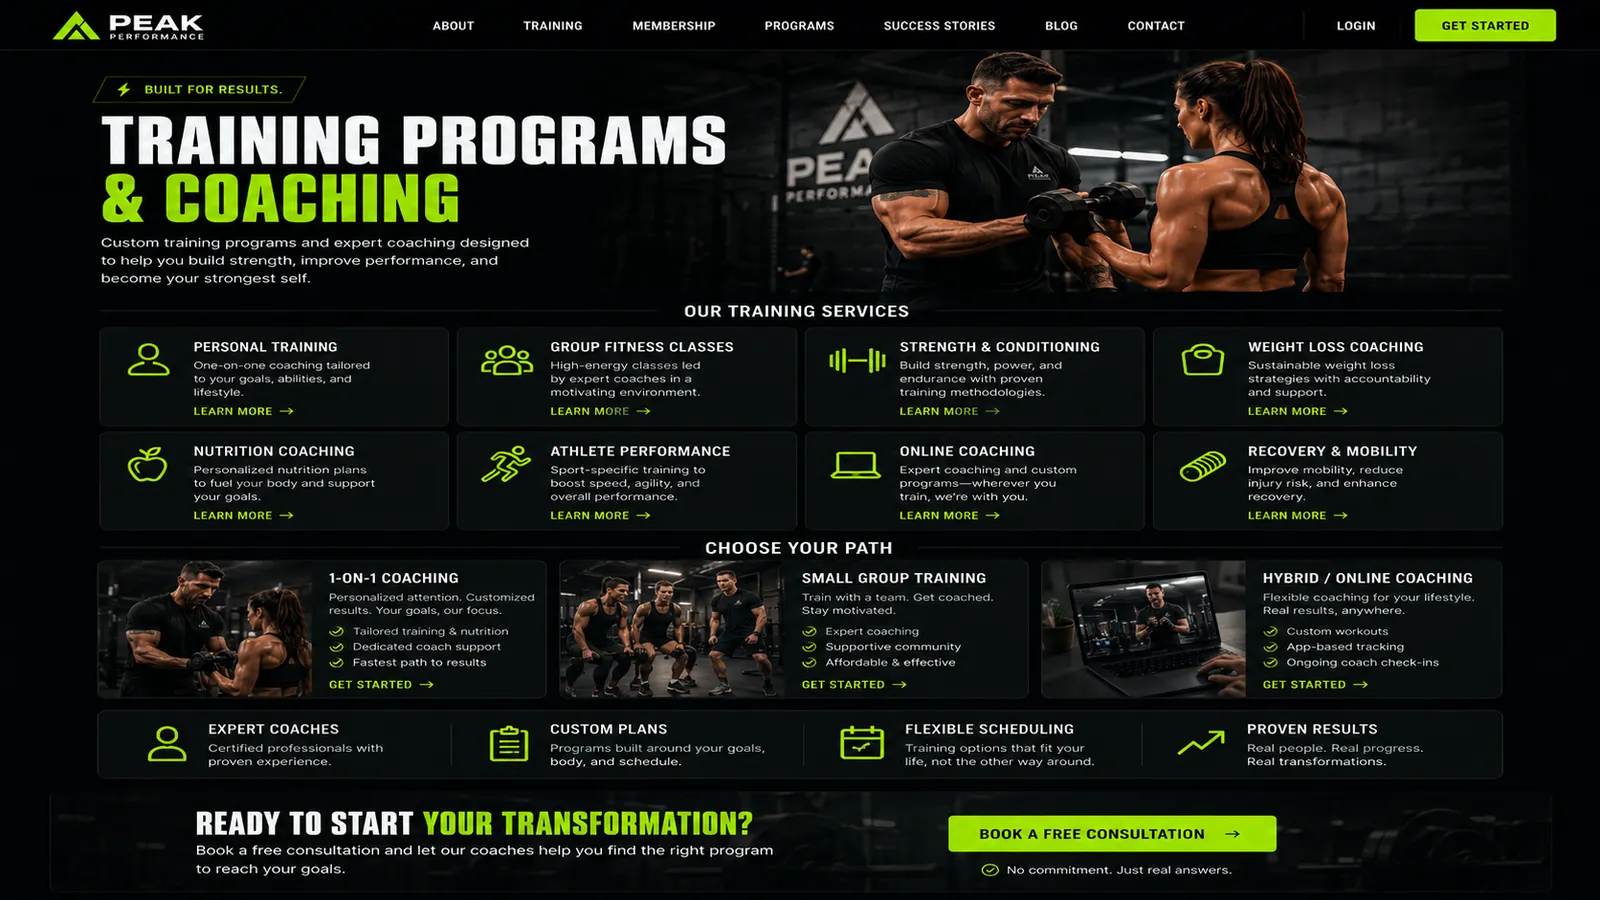 PEAK
PERFORMANCE
ABOUT
TRAINING
MEMBERSHIP
PROGRAMS
SUCCESS STORIES
BLOG
CONTACT
LOGIN
GET STARTED
BUILT FOR RESULTS.
TRAINING PROGRAMS
& COACHING
Custom training programs and expert coaching designed
to help you build strength, improve performance, and
become your strongest self.
PEA
PERFORMA
PEAK
OUR TRAINING SERVICES
PERSONAL TRAINING
One-on-one coaching tailored
to your goals, abilities, and
lifestyle.
LEARN MORE →
GROUP FITNESS CLASSES
High-energy classes led
by expert coaches in a
motivating environment.
LEARN MORE →
STRENGTH & CONDITIONING
Build strength, power, and
endurance with proven
training methodologies.
LEARN MORE →
WEIGHT LOSS COACHING
Sustainable weight loss
strategies with accountability
and support.
LEARN MORE →
NUTRITION COACHING
Personalized nutrition plans
to fuel your body and support
your goals.
LEARN MORE →
ATHLETE PERFORMANCE
Sport-specific training to
boost speed, agility, and
overall performance.
LEARN MORE →
ONLINE COACHING
Expert coaching and custom
programs—wherever you
train, we're with you.
LEARN MORE →
RECOVERY & MOBILITY
Improve mobility, reduce
injury risk, and enhance
recovery.
LEARN MORE →
CHOOSE YOUR PATH
1-ON-1 COACHING
Personalized attention. Customized
results. Your goals, our focus.
Tailored training & nutrition
Dedicated coach support
Fastest path to results
GET STARTED →
SMALL GROUP TRAINING
Train with a team. Get coached.
Stay motivated.
Expert coaching
Supportive community
Affordable & effective
GET STARTED →
HYBRID / ONLINE COACHING
Flexible coaching for your lifestyle.
Real results, anywhere.
Custom workouts
App-based tracking
Ongoing coach check-ins
GET STARTED →
EXPERT COACHES
Certified professionals with
proven experience.
CUSTOM PLANS
Programs built around your goals,
body, and schedule.
FLEXIBLE SCHEDULING
Training options that fit your
life, not the other way around.
PROVEN RESULTS
Real people. Real progress.
Real transformations.
READY TO START YOUR TRANSFORMATION?
Book a free consultation and let our coaches help you find the right program
to reach your goals.
BOOK A FREE CONSULTATION →
No commitment. Just real answers.